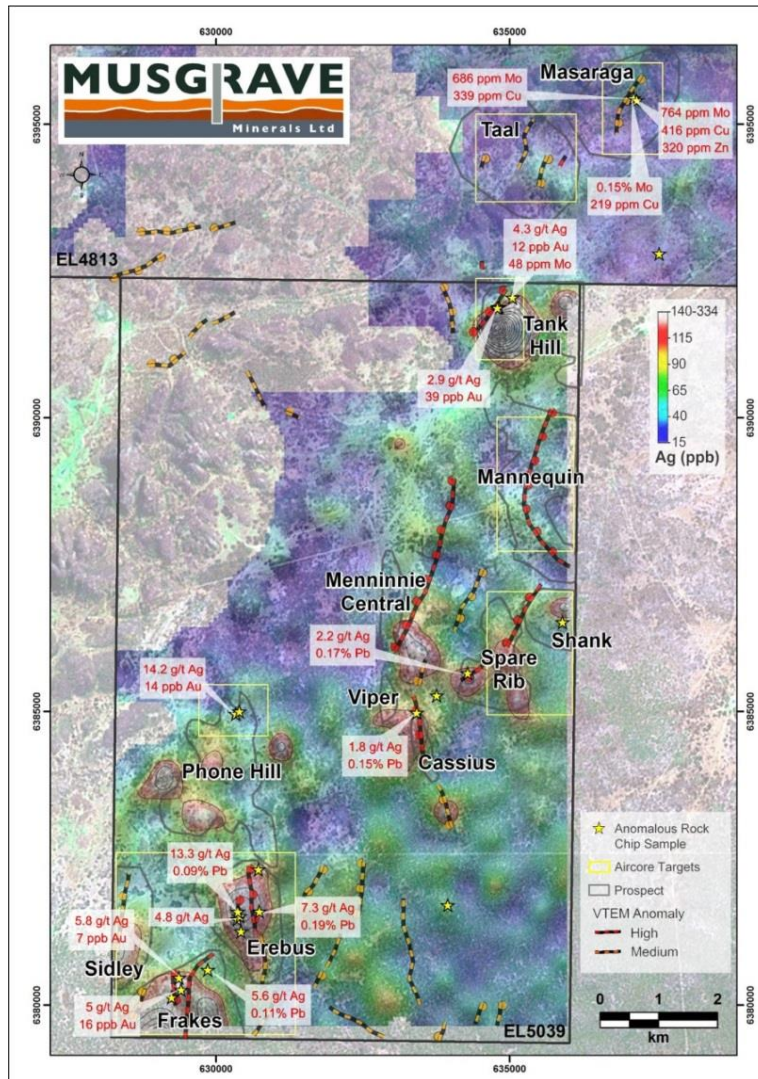 630000
635000
MUSGRAVE
Minerals Ltd
N
6395000
6395000
686 ppm Mo
339 ppm Cu
Masaraga
764 ppm Mo
416 ppm Cu
320 ppm Zn
Taal
0.15% Mo
219 ppm Cu
4.3 g/t Ag
12 ppb Au
48 ppm Mo
EL4813
Tank
Hill
140-334
115
90
65
40
15
Ag (ppb)
2.9 g/t Ag
39 ppb Au
6390000
6390000
Mannequin
Menninnie
Central
2.2 g/t Ag
0.17% Pb
Shank
Spare
Rib
14.2 g/t Ag
14 ppb Au
Viper
6385000
6385000
1.8 g/t Ag
0.15% Pb
Cassius
Phone Hill
Anomalous Rock
Chip Sample
Aircore Targets
Prospect
VTEM Anomaly
High
Medium
13.3 g/t Ag
0.09% Pb
4.8 g/t Ag
7.3 g/t Ag
0.19% Pb
5.8 g/t Ag
7 ppb Au
Erebus
Sidley
5.6 g/t Ag
0.11% Pb
5 g/t Ag
16 ppb Au
Frakes
6380000
6380000
0 1 2
km
EL5039
630000
635000